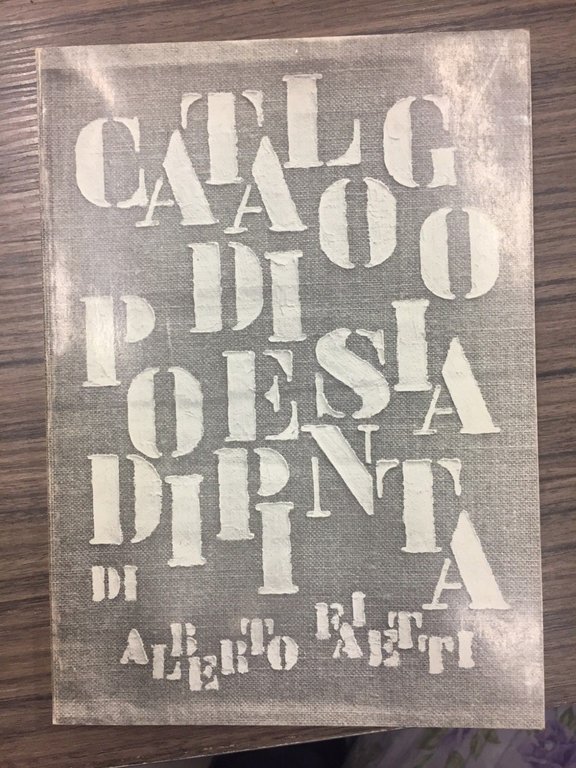 CATALOGO
DI
POESIA
DIPINTA
DI
ALBERTO FAIETTI